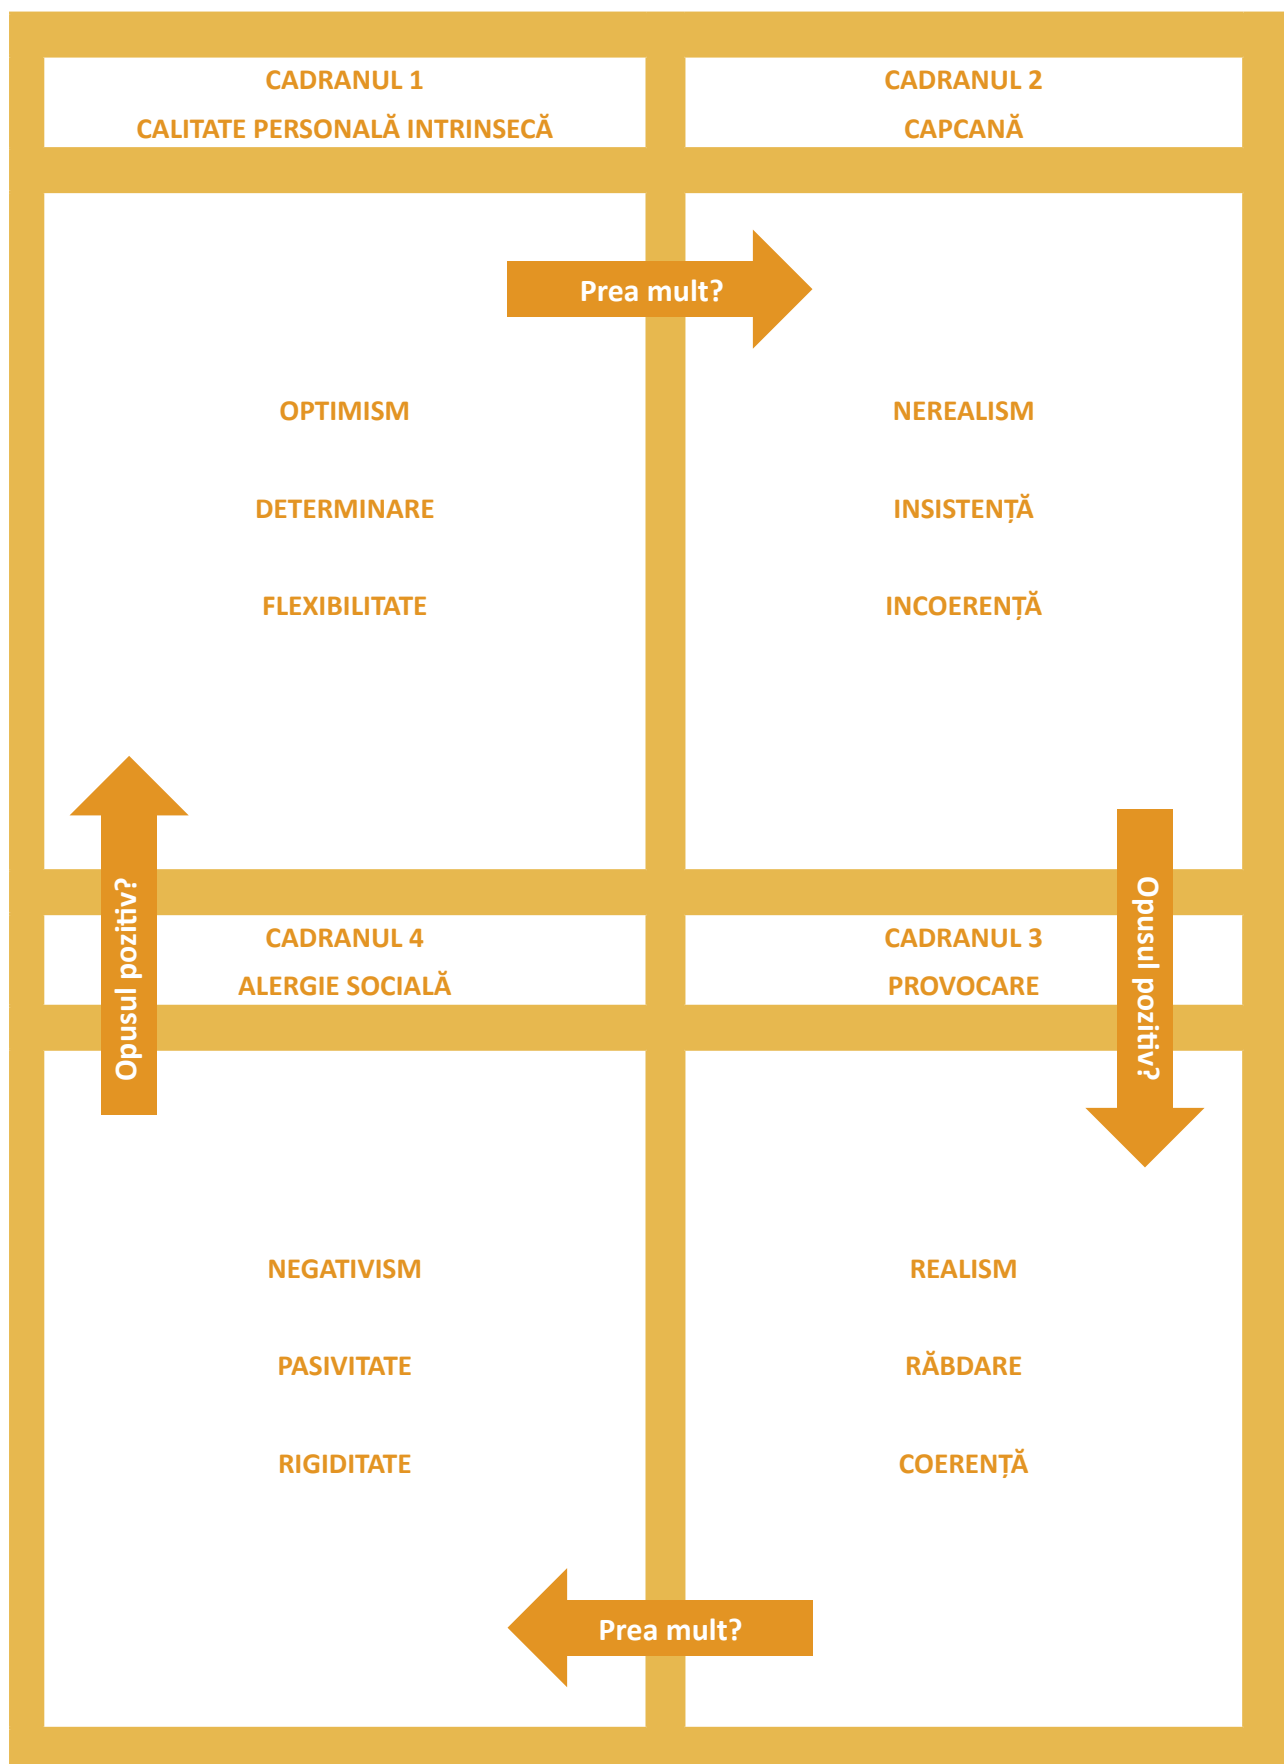 CADRANUL 1
CALITATE PERSONALĂ INTRINSECĂ
CADRANUL 2
CAPCANĂ
Prea mult?
OPTIMISM
DETERMINARE
FLEXIBILITATE
NEREALISM
INSISTENȚĂ
INCOERENȚĂ
Opusul pozitiv?
Opusul pozitiv?
CADRANUL 4
ALERGIE SOCIALĂ
CADRANUL 3
PROVOCARE
NEGATIVISM
PASIVITATE
RIGIDITATE
REALISM
RĂBDARE
COERENȚĂ
Prea mult?